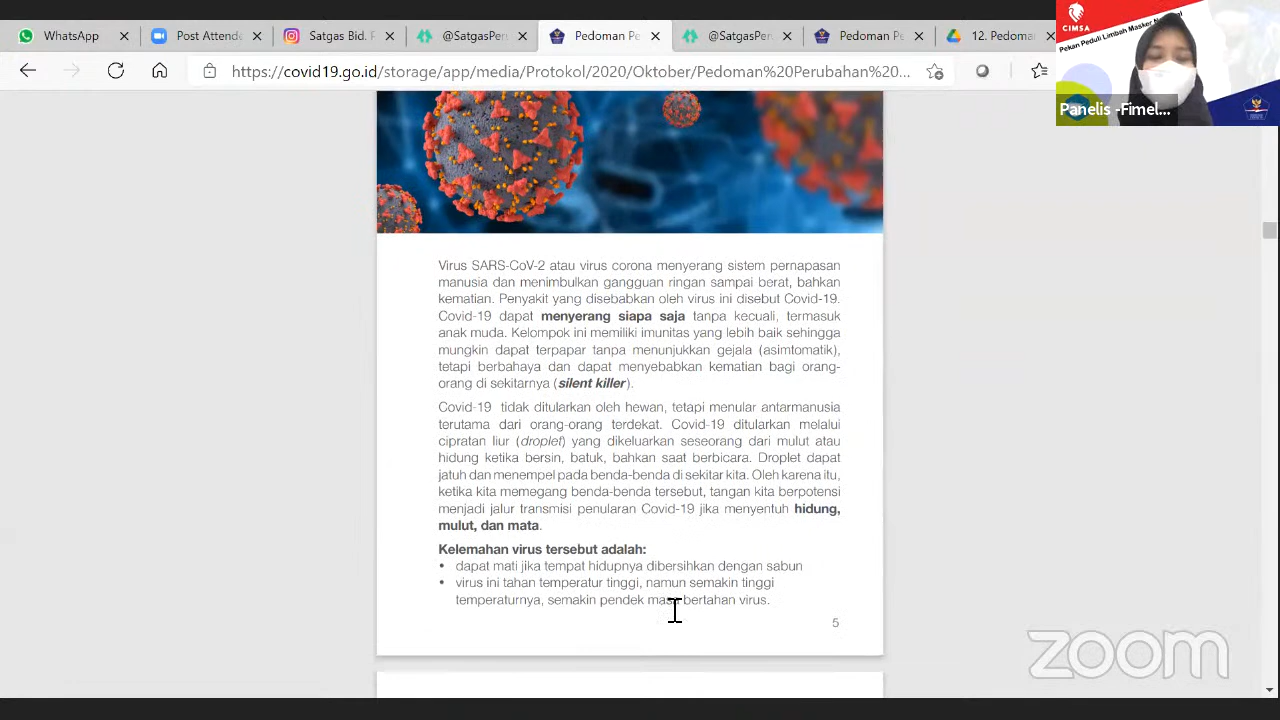 WhatsApp
Post Attende
Satgas Bid. P
@SatgasPer
Pedoman Pe
@SatgasPer
Pedoman Pe
12. Pedoma
https://covid19.go.id/storage/app/media/Protokol/2020/Oktober/Pedoman%20Perubahan%20...
CIMSA
Pekan Peduli Limbah Masker Nasional
Panelis -Fimel...
Virus SARS-CoV-2 atau virus corona menyerang sistem pernapasan
manusia dan menimbulkan gangguan ringan sampai berat, bahkan
kematian. Penyakit yang disebabkan oleh virus ini disebut Covid-19.
Covid-19 dapat menyerang siapa saja tanpa kecuali, termasuk
anak muda. Kelompok ini memiliki imunitas yang lebih baik sehingga
mungkin dapat terpapar tanpa menunjukkan gejala (asimtomatik),
tetapi berbahaya dan dapat menyebabkan kematian bagi orang-
orang di sekitarnya (silent killer).
Covid-19 tidak ditularkan oleh hewan, tetapi menular antarmanusia
terutama dari orang-orang terdekat. Covid-19 ditularkan melalui
cipratan liur (droplet) yang dikeluarkan seseorang dari mulut atau
hidung ketika bersin, batuk, bahkan saat berbicara. Droplet dapat
jatuh dan menempel pada benda-benda di sekitar kita. Oleh karena itu,
ketika kita memegang benda-benda tersebut, tangan kita berpotensi
menjadi jalur transmisi penularan Covid-19 jika menyentuh hidung,
mulut, dan mata.
Kelemahan virus tersebut adalah:
• dapat mati jika tempat hidupnya dibersihkan dengan sabun
• virus ini tahan temperatur tinggi, namun semakin tinggi
temperaturnya, semakin pendek masa bertahan virus.
5
zoom